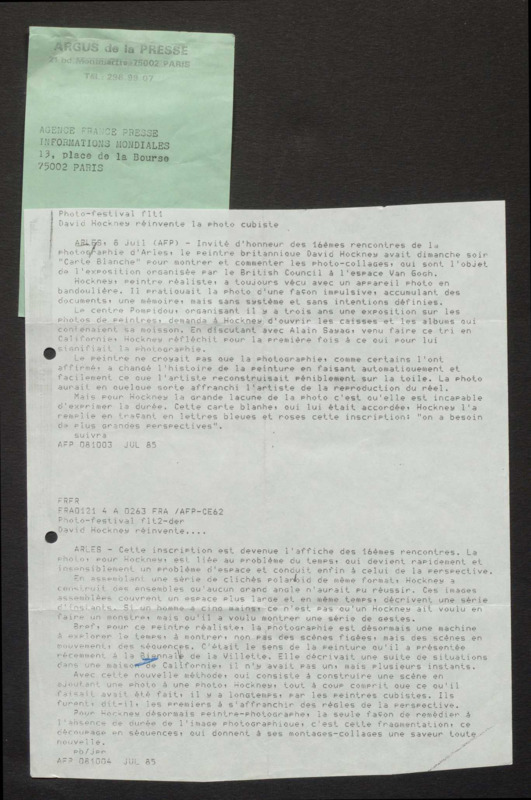 ARGUS de la PRESSE
21 bd Montmartre 75002 PARIS
Tél.: 296 99 07
AGENCE FRANCE PRESSE
INFORMATIONS MONDIALES
13, place de la Bourse
75002 PARIS
Photo-festival flt1
David Hockney réinvente la photo cubiste
ARLES, 8 Juil (AFP) - Invité d'honneur des 16èmes rencontres de la
photographie d'Arles, le peintre britannique David Hockney avait dimanche soir
"Carte Blanche" pour montrer et commenter les photo-collages, qui sont l'objet
de l'exposition organisée par le British Council à l'espace Van Gogh.
Hockney, peintre réaliste, a toujours vécu avec un appareil photo en
bandoulière. Il pratiquait la photo d'une façon impulsive, accumulant des
documents, une mémoire, mais sans système et sans intentions définies.
Le centre Pompidou, organisant il y a trois ans une exposition sur les
photos de peintres, demanda à Hockney d'ouvrir les caisses et les albums qui
contenaient sa moisson. En discutant avec Alain Sayag, venu faire ce tri en
Californie, Hockney réfléchit pour la première fois à ce qui pour lui
signifiait la photographie.
Le peintre ne croyait pas que la photographie, comme certains l'ont
affirmé, a changé l'histoire de la peinture en faisant automatiquement et
facilement ce que l'artiste reconstruisait péniblement sur la toile. La photo
aurait en quelque sorte affranchi l'artiste de la reproduction du réel.
Mais pour Hockney la grande lacune de la photo c'est qu'elle est incapable
d'exprimer la durée. Cette carte blanhe, qui lui était accordée, Hockney l'a
remplie en traçant en lettres bleues et roses cette inscription: "on a besoin
de plus grandes perspectives".
suivra
AFP 081003 JUL 85
FRFR
FRA0121 4 A 0263 FRA /AFP-CE62
Photo-festival flt2-der
David Hockney réinvente....
ARLES - Cette inscription est devenue l'affiche des 16èmes rencontres. La
photo, pour Hockney, est liée au problème du temps, qui devient rapidement et
insensiblement un problème d'espace et conduit enfin à celui de la perspective.
En assemblant une série de clichés polaroid de même format, Hockney a
construit des ensembles qu'aucun grand angle n'aurait pu réussir. Ces images
assemblées couvrent un espace plus large et en même temps, décrivent une série
d'instants. Si un homme a cinq mains, ce n'est pas qu'un Hockney ait voulu en
faire un monstre, mais qu'il a voulu montrer une série de gestes.
Bref, pour ce peintre réaliste, la photographie est désormais une machine
à explorer le temps, à montrer, non pas des scènes figées, mais des scènes en
mouvement, des séquences. C'était le sens de la peinture qu'il a présentée
récemment à la Biennale de la Villette. Elle décrivait une suite de situations
dans une maison de Californie, il n'y avait pas un, mais plusieurs instants.
Avec cette nouvelle méthode, qui consiste à construire une scène en
ajoutant une photo à une photo, Hockney, tout à coup comprit que ce qu'il
faisait avait été fait, il y a longtemps, par les peintres cubistes. Ils
furent, dit-il, les premiers à s'affranchir des règles de la perspective.
Pour Hockney désormais peintre-photographe, la seule façon de remédier à
l'absence de durée de l'image photographique, c'est cette fragmentation, ce
découpage en séquences, qui donnent à ses montages-collages une saveur toute
nouvelle.
pb/jer
AFP 081004 JUL 85